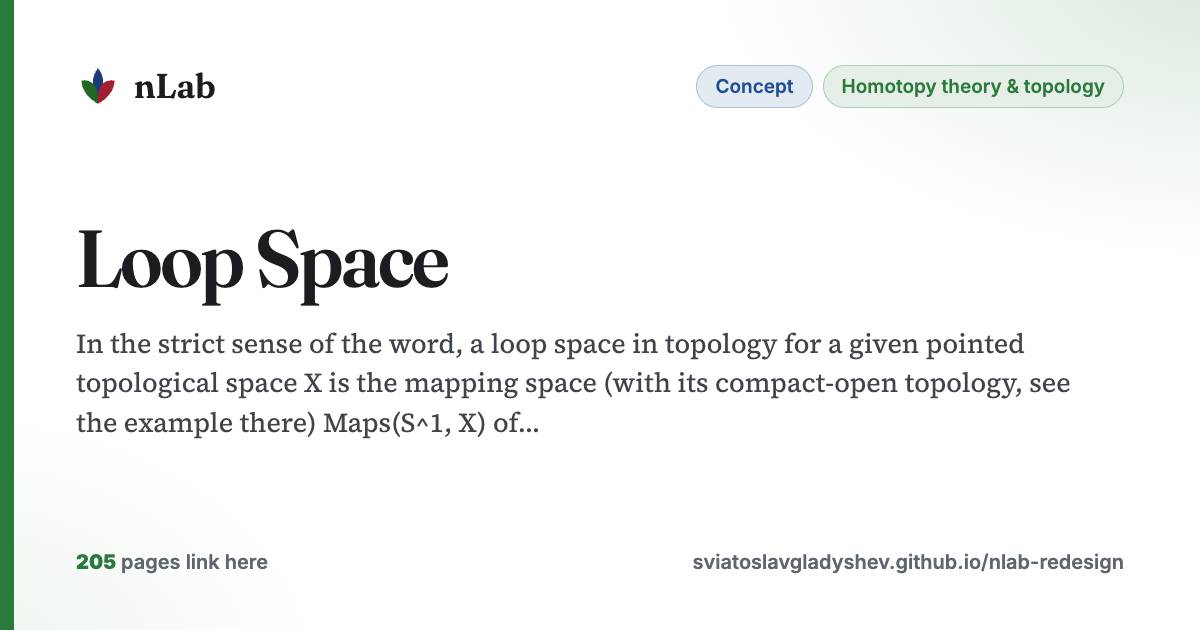 nLab
Concept
Homotopy theory & topology
Loop Space
In the strict sense of the word, a loop space in topology for a given pointed
topological space X is the mapping space (with its compact-open topology, see
the example there) Maps(S^1, X) of...
205 pages link here
sviatoslavgladyshev.github.io/nlab-redesign